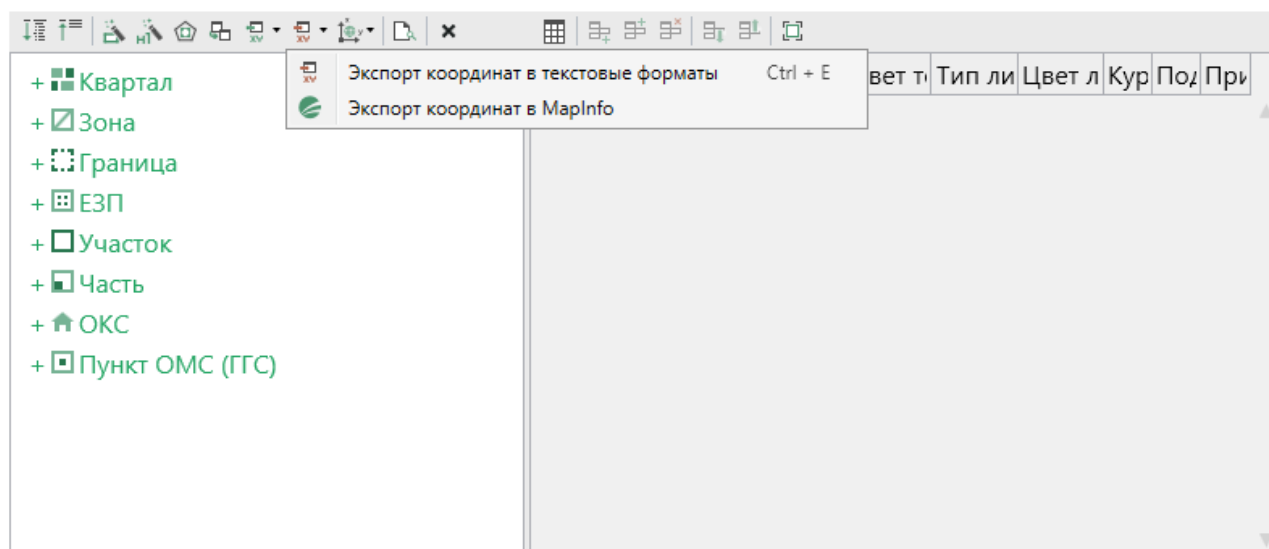 Экспорт координат в текстовые форматы Ctrl + E
Экспорт координат в MapInfo
Тип ли Цвет л Кур Под При
+ Квартал
+ Зона
+ Граница
+ ЕЗП
+ Участок
+ Часть
+ ОКС
+ Пункт ОМС (ГГС)